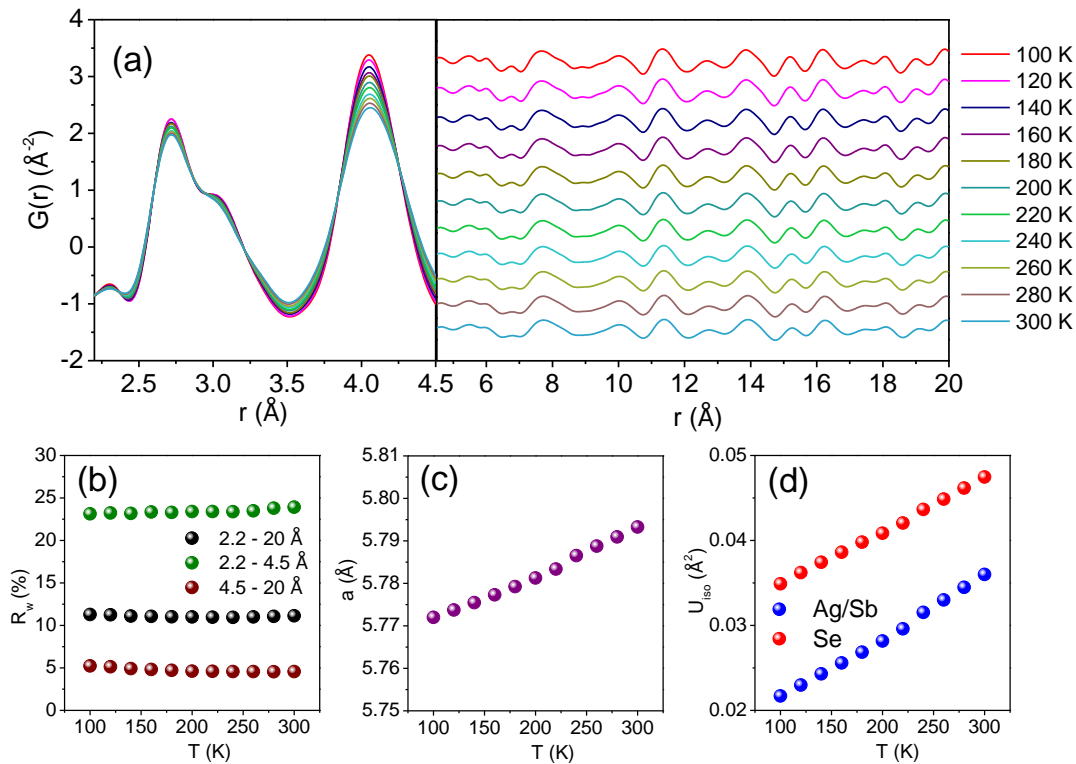 (a)
G(r) (Å-2)
4
3
2
1
0
-1
-2
2.5 3.0 3.5 4.0 4.5 6 8 10 12 14 16 18 20
r (Å) r (Å)
100 K
120 K
140 K
160 K
180 K
200 K
220 K
240 K
260 K
280 K
300 K
(b)
Rw (%)
30
25
20
15
10
5
0
2.2 - 20 Å
2.2 - 4.5 Å
4.5 - 20 Å
100 150 200 250 300
T (K)
(c)
a (Å)
5.81
5.80
5.79
5.78
5.77
5.76
5.75
100 150 200 250 300
T (K)
(d)
Uiso (Å2)
0.05
0.04
0.03
0.02
Ag/Sb
Se
100 150 200 250 300
T (K)